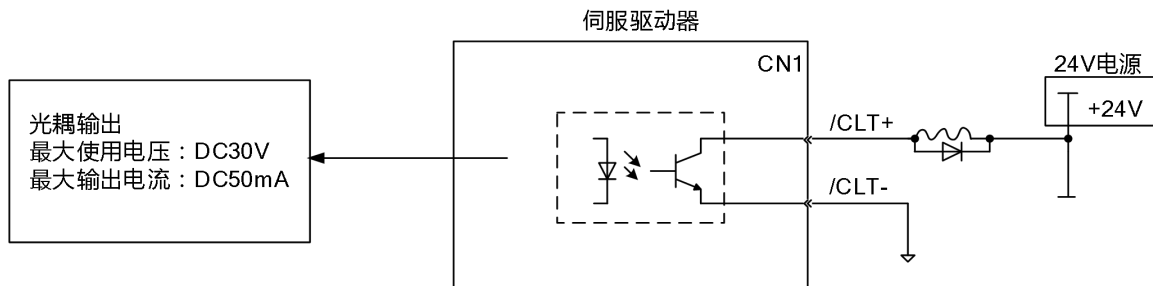 伺服驱动器
CN1
24V电源
+24V
/CLT+
/CLT-
光耦输出
最大使用电压：DC30V
最大输出电流：DC50mA